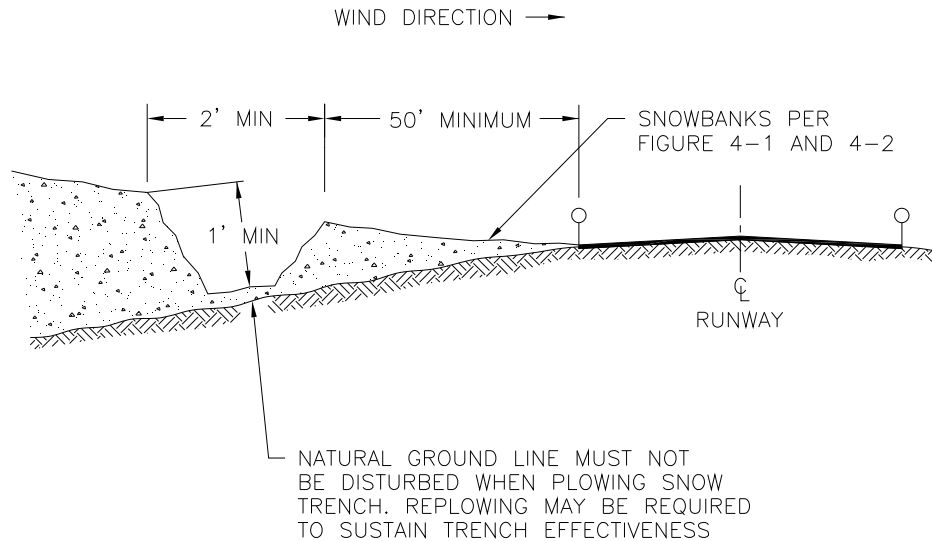 WIND DIRECTION
2' MIN
50' MINIMUM
SNOWBANKS PER
FIGURE 4-1 AND 4-2
1' MIN
℄
RUNWAY
NATURAL GROUND LINE MUST NOT
BE DISTURBED WHEN PLOWING SNOW
TRENCH. REPLOWING MAY BE REQUIRED
TO SUSTAIN TRENCH EFFECTIVENESS